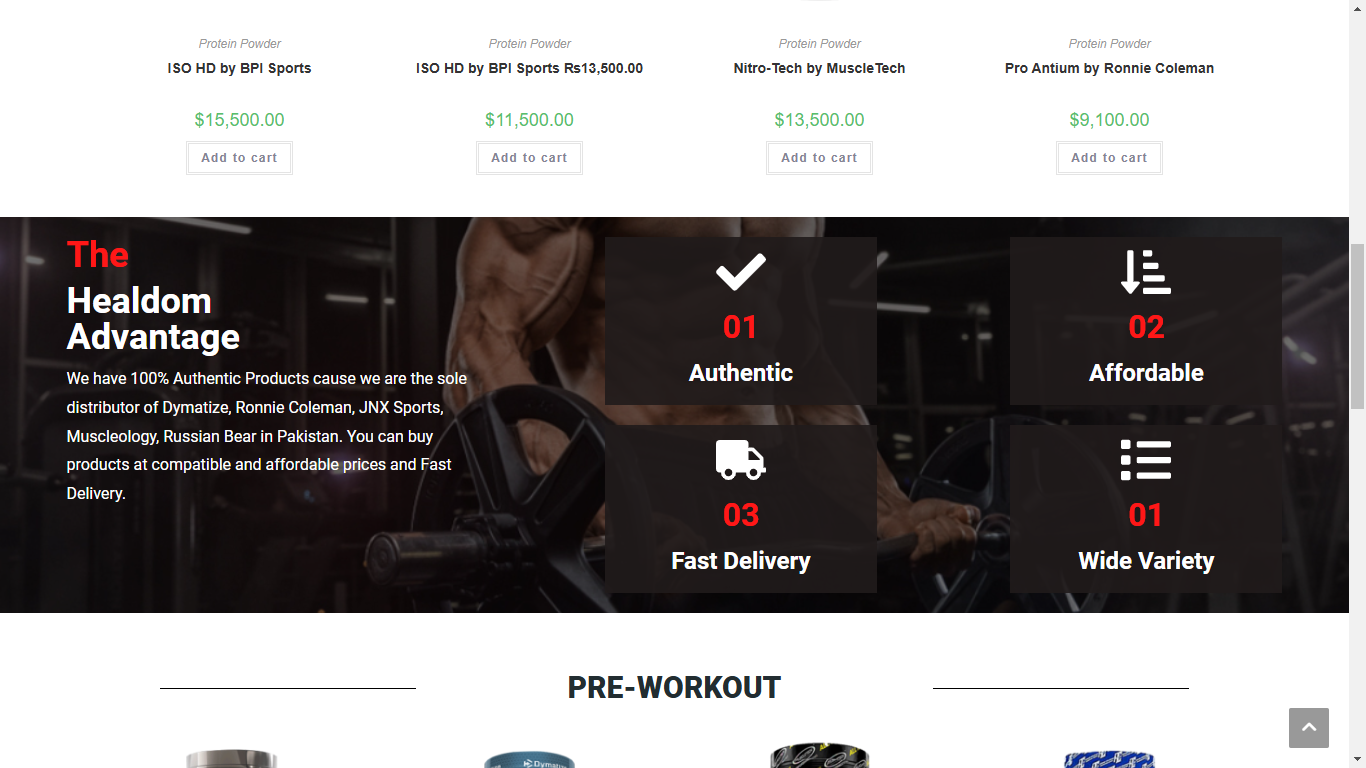 Protein Powder
Protein Powder
Protein Powder
Protein Powder
ISO HD by BPI Sports
ISO HD by BPI Sports Rs13,500.00
Nitro-Tech by MuscleTech
Pro Antium by Ronnie Coleman
$15,500.00
$11,500.00
$13,500.00
$9,100.00
Add to cart
Add to cart
Add to cart
Add to cart
The
Healdom
Advantage
We have 100% Authentic Products cause we are the sole
distributor of Dymatize, Ronnie Coleman, JNX Sports,
Muscleology, Russian Bear in Pakistan. You can buy
products at compatible and affordable prices and Fast
Delivery.
01
Authentic
02
Affordable
03
Fast Delivery
01
Wide Variety
PRE-WORKOUT
Dymatize